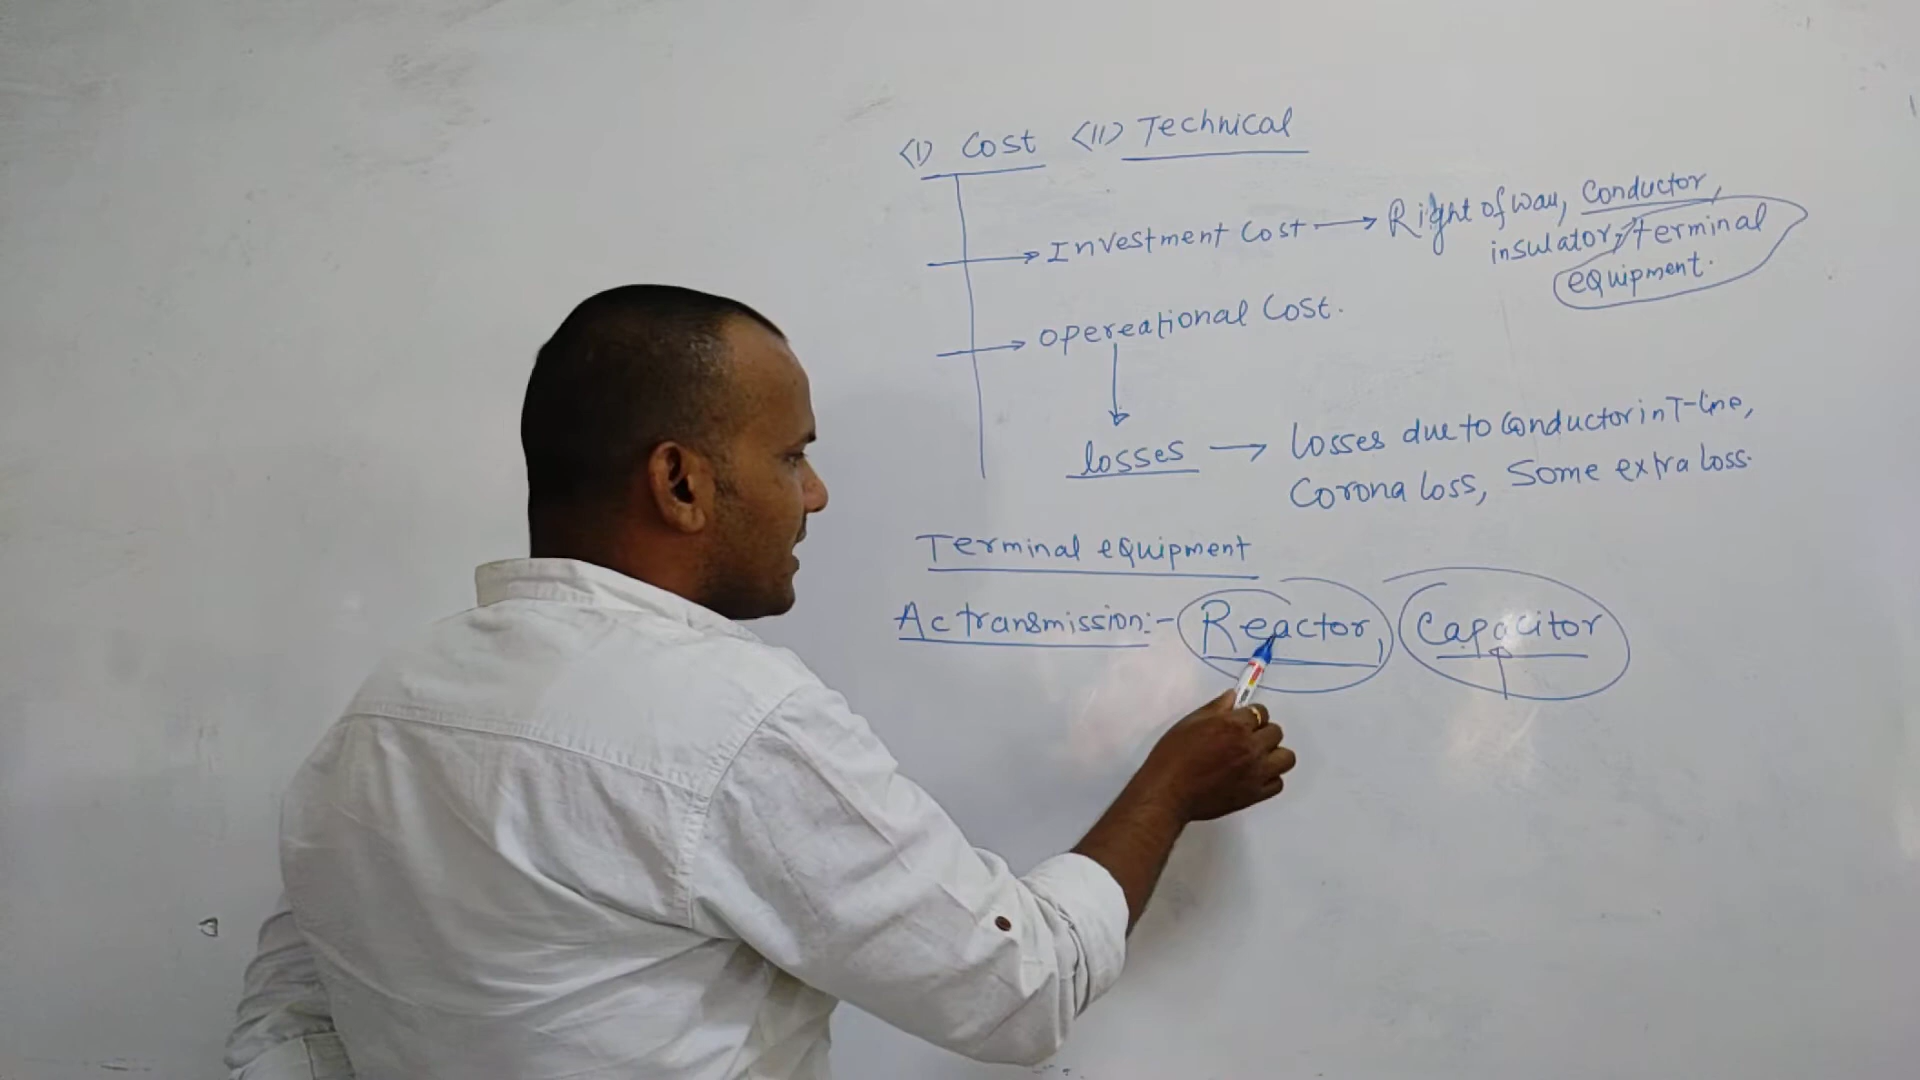 (I) Cost (II) Technical
Investment Cost → Right of way, Conductor,
insulator, terminal
equipment.
Opereational Cost.
losses → Losses due to Conductor in T-line,
Corona loss, Some extra loss.
Terminal equipment
Ac transmission:- Reactor, Capacitor